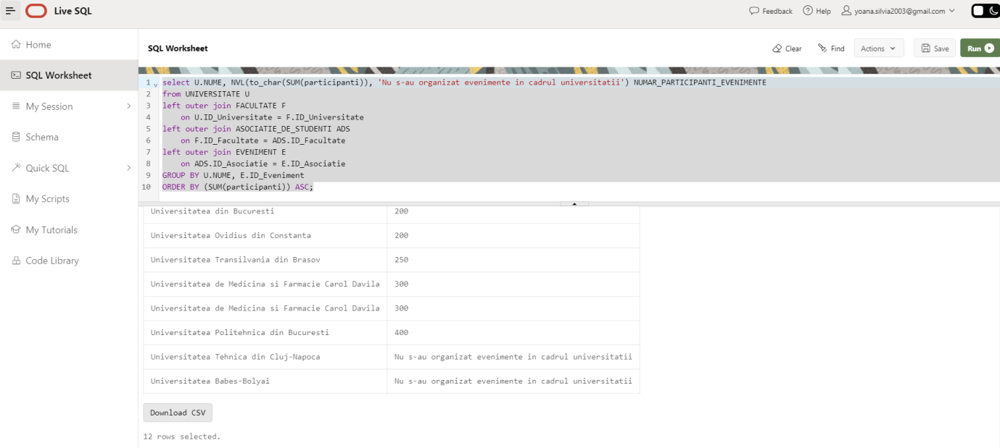 Live SQL
Feedback
Help
yoana.silvia2003@gmail.com
Home
SQL Worksheet
My Session
Schema
Quick SQL
My Scripts
My Tutorials
Code Library
SQL Worksheet
Clear
Find
Actions
Save
Run
1 select U.NUME, NVL(to_char(SUM(participanti)), 'Nu s-au organizat evenimente in cadrul universitatii') NUMAR_PARTICIPANTI_EVENIMENTE
2 from UNIVERSITATE U
3 left outer join FACULTATE F
4 on U.ID_Universitate = F.ID_Universitate
5 left outer join ASOCIATIE_DE_STUDENTI ADS
6 on F.ID_Facultate = ADS.ID_Facultate
7 left outer join EVENIMENT E
8 on ADS.ID_Asociatie = E.ID_Asociatie
9 GROUP BY U.NUME, E.ID_Eveniment
10 ORDER BY (SUM(participanti)) ASC;
Universitatea din Bucuresti 200
Universitatea Ovidius din Constanta 200
Universitatea Transilvania din Brasov 250
Universitatea de Medicina si Farmacie Carol Davila 300
Universitatea de Medicina si Farmacie Carol Davila 300
Universitatea Politehnica din Bucuresti 400
Universitatea Tehnica din Cluj-Napoca Nu s-au organizat evenimente in cadrul universitatii
Universitatea Babes-Bolyai Nu s-au organizat evenimente in cadrul universitatii
Download CSV
12 rows selected.